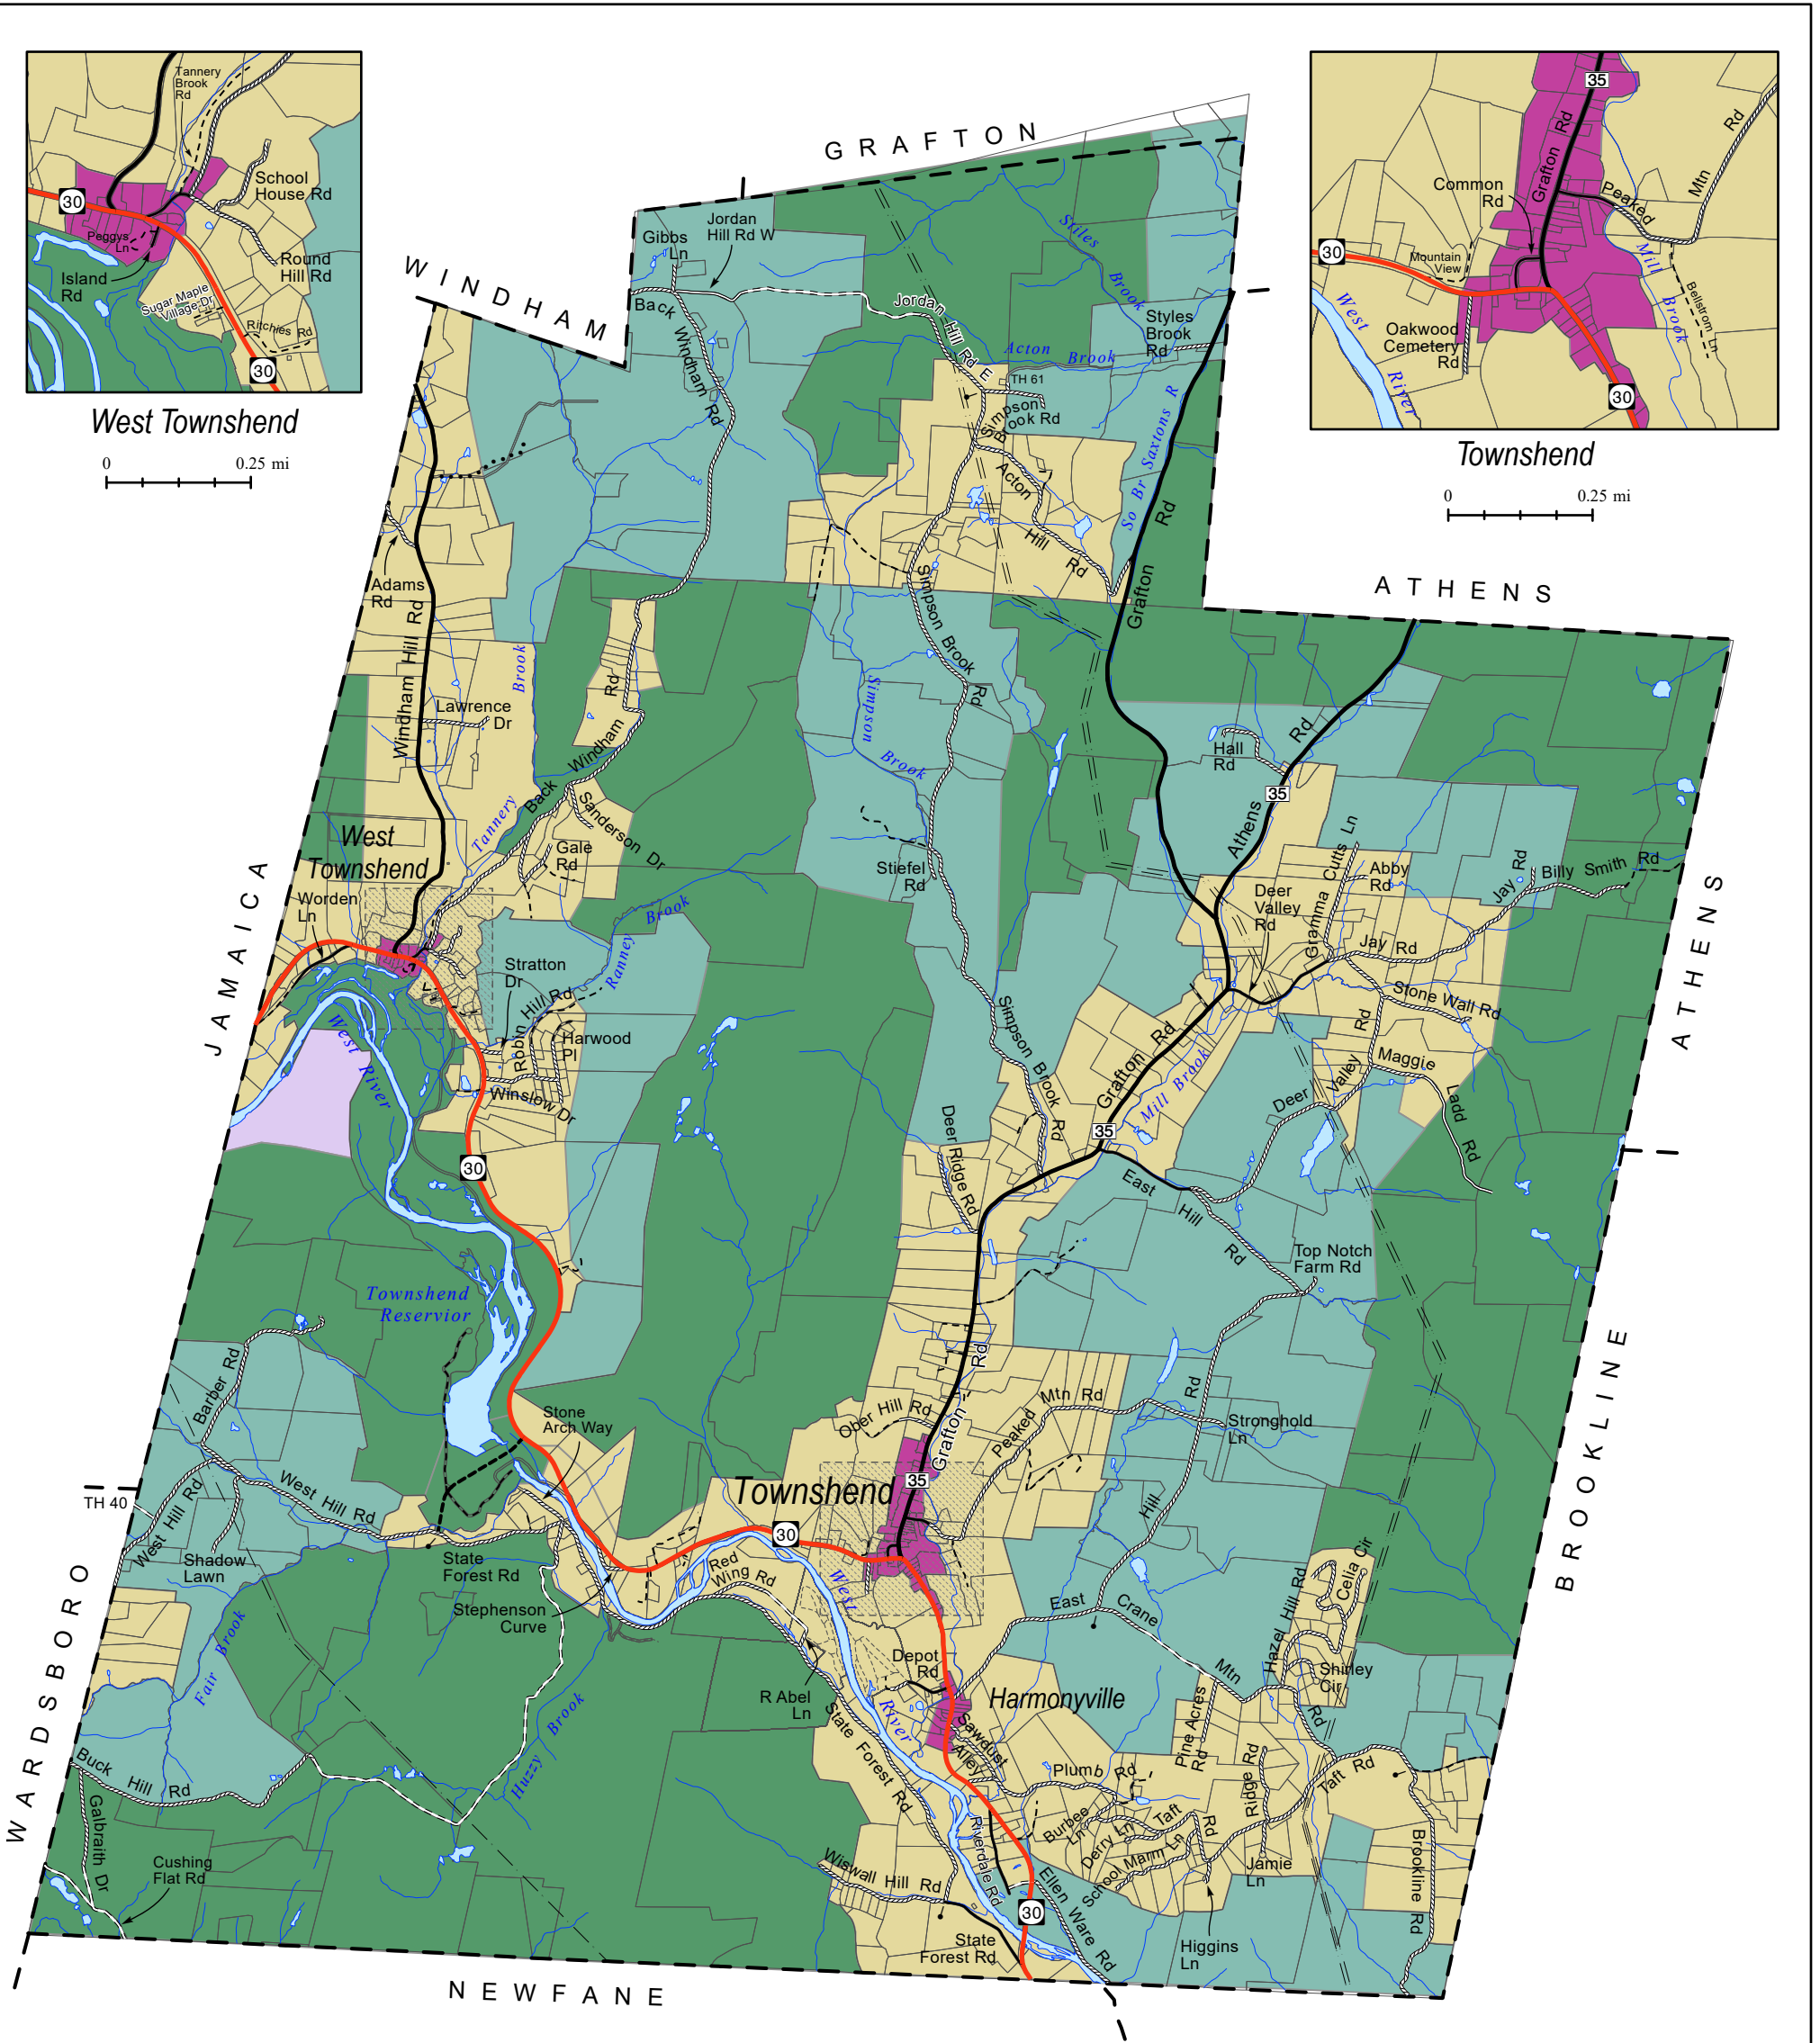 Tannery
Brook
Rd
School
House Rd
30
Peggys
Ln
Island
Rd
Round
Hill Rd
Sugar Maple
Village Dr
Ritchies Rd
30
West Townshend
0 0.25 mi
35
Grafton Rd
Common
Rd
Peaked Mtn Rd
30
Mountain
View
Mill Brook
Bellstrom Ln
West River
Oakwood
Cemetery
Rd
30
Townshend
0 0.25 mi
GRAFTON
WINDHAM
Gibbs
Ln
Jordan
Hill Rd W
Back Windham Rd
Jordan Hill Rd E
Stiles Brook
Styles
Brook
Rd
Acton Brook
TH 61
Simpson
Brook Rd
So Br Saxtons R
Acton Hill Rd
Grafton Rd
Adams
Rd
Windham Hill Rd
ATHENS
Simpson Brook Rd
Simpson Brook
Lawrence
Dr
Tannery Brook
Back Windham Rd
Sanderson Dr
Gale
Rd
Hall
Rd
Athens Rd
35
West
Townshend
Worden
Ln
JAMAICA
Stiefel
Rd
Ranney Brook
Deer
Valley
Rd
Gramma Cutts Ln
Abby
Rd
Jay Rd
Jay Rd
Billy Smith Rd
ATHENS
Stone Wall Rd
Stratton
Dr
Robin Hill Rd
Harwood
Pl
Winslow Dr
West River
30
Simpson Brook Rd
Grafton Rd
Mill Brook
35
Deer Valley Rd
Maggie Ladd Rd
Deer Ridge Rd
East Hill Rd
Top Notch
Farm Rd
Townshend
Reservior
Barber Rd
BROOKLINE
Stone
Arch Way
Ober Hill Rd
Grafton Rd
Peaked Mtn Rd
Stronghold
Ln
East Hill Rd
35
Townshend
TH 40
West Hill Rd
West Hill Rd
Shadow
Lawn
State
Forest Rd
30
Red
Wing Rd
West River
Stephenson
Curve
WARDSBORO
Fair Brook
Huzzy Brook
R Abel
Ln
State Forest Rd
Depot
Rd
Harmonyville
Crane Mtn Rd
Hazel Hill Rd
Celia Cir
Shirley
Cir
Pine Acres
Rd
Sawdust
Alley
Plumb Rd
Ridge Rd
Taft Rd
Buck Hill Rd
Galbraith Dr
Cushing
Flat Rd
Burbee
Ln
Derry Ln
Taft Rd
School Marm Ln
Jamie
Ln
Brookline Rd
Riverdale Rd
Wiswall Hill Rd
30
Ellen Ware Rd
Higgins
Ln
State
Forest Rd
NEWFANE